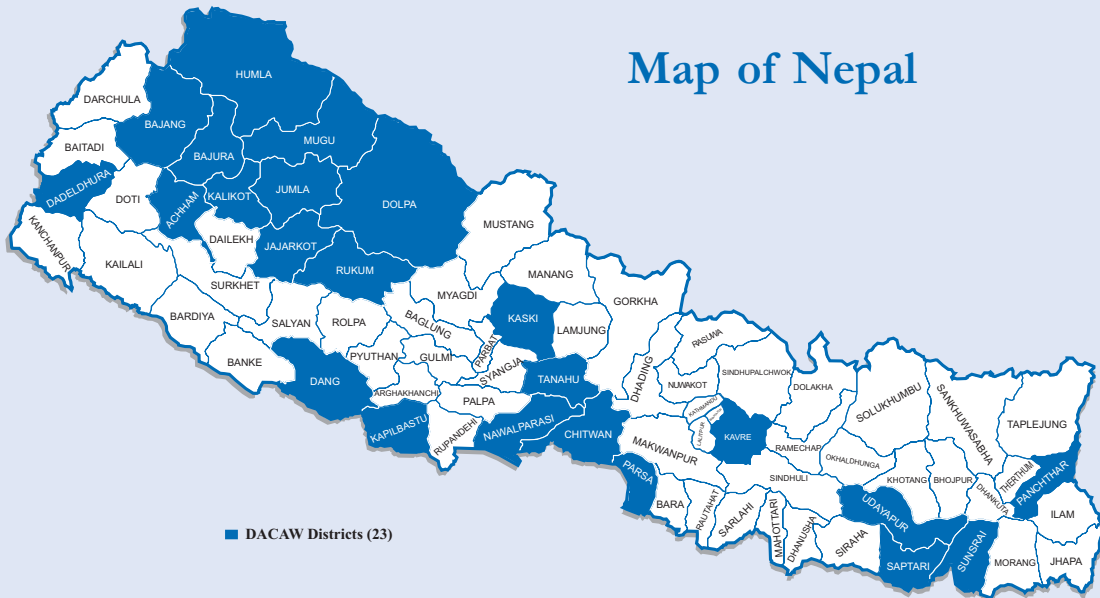 Map of Nepal
HUMLA
DARCHULA
BAJANG
MUGU
BAITADI
BAJURA
DADELDHURA
DOTI
ACHHAM
KALIKOT
JUMLA
DOLPA
MUSTANG
KANCHANPUR
DAILEKH
JAJARKOT
KAILALI
RUKUM
MANANG
SURKHET
MYAGDI
GORKHA
BARDIYA
SALYAN
ROLPA
BAGLUNG
KASKI
LAMJUNG
RASUWA
BANKE
PYUTHAN
GULMI
PARBAT
SYANGJA
DHADING
NUWAKOT
SINDHUPALCHWOK
DOLAKHA
DANG
ARGHAKHANCHI
PALPA
TANAHU
SOLUKHUMBU
SANKHUWASABHA
TAPLEJUNG
KATHMANDU
LALITPUR
KAVRE
KAPILBASTU
RUPANDEHI
NAWALPARASI
CHITWAN
MAKWANPUR
RAMECHAP
OKHALDHUNGA
KHOTANG
BHOJPUR
DHANKUTA
THERTHUM
PANCHTHAR
PARSA
BARA
RAUTAHAT
SARLAHI
SINDHULI
MAHOTTARI
DHANUSHA
SIRAHA
UDAYAPUR
SAPTARI
SUNSRAI
MORANG
ILAM
JHAPA
DACAW Districts (23)